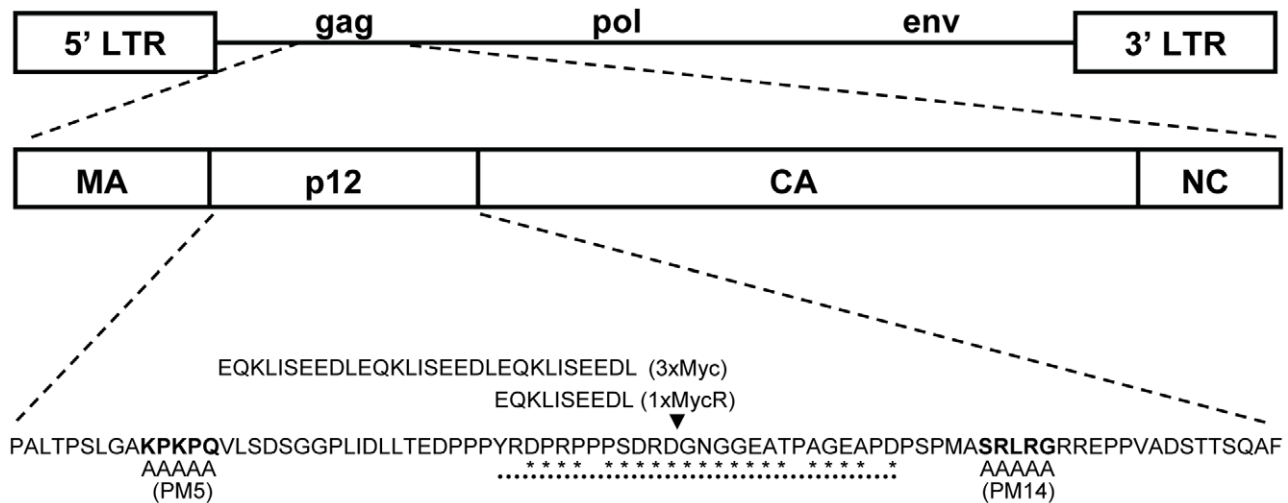 5' LTR gag pol env 3' LTR
MA p12 CA NC
EQKLISEEDLEQKLISEEDLEQKLISEEDL (3xMyc)
EQKLISEEDL (1xMycR)
PALTPSLGAKPKPQVLSDSGGPLIDLLTEDPPPYRDPRPPPSDRDGNGGEATPAGEAPDPSPMASRLRGRREPPVADSTTSQAF
AAAAA **** ***************** **** * AAAAA
(PM5) (PM14)